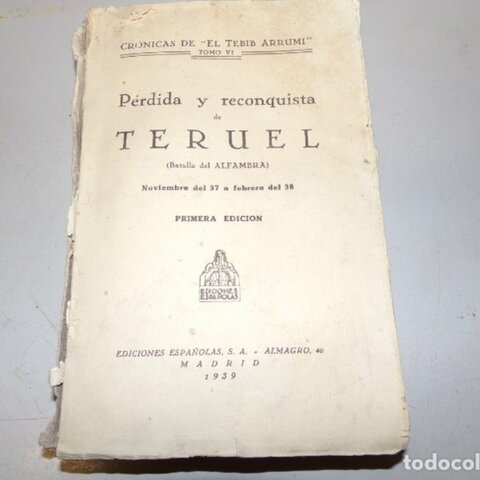 CRONICAS DE "EL TEBIB ARRUMI"
TOMO VI
Pérdida y reconquista
de
TERUEL
(Batalla del ALFAMBRA)
Noviembre del 37 a febrero del 38
PRIMERA EDICION
EDICIONES
ESPAÑOLAS
EDICIONES ESPAÑOLAS, S. A. - ALMAGRO, 40
MADRID
1939
todocol